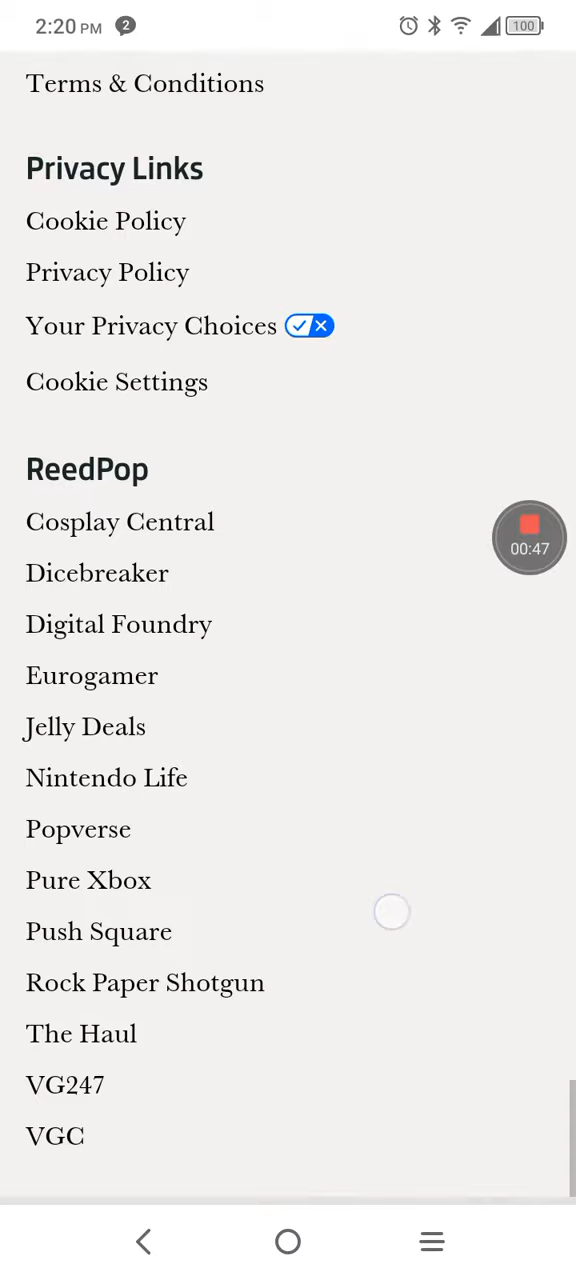 2:20 PM 2 100
Terms & Conditions
Privacy Links
Cookie Policy
Privacy Policy
Your Privacy Choices
Cookie Settings
ReedPop
Cosplay Central
Dicebreaker
Digital Foundry
00:47
Eurogamer
Jelly Deals
Nintendo Life
Popverse
Pure Xbox
Push Square
Rock Paper Shotgun
The Haul
VG247
VGC